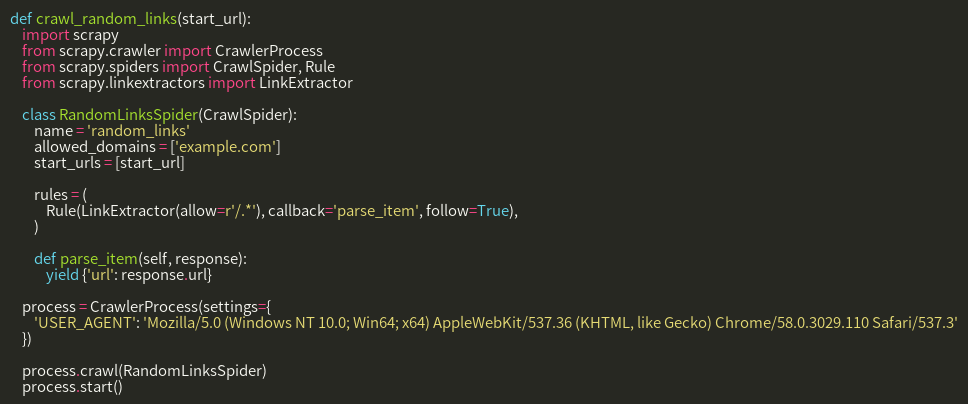 def crawl_random_links(start_url):
import scrapy
from scrapy.crawler import CrawlerProcess
from scrapy.spiders import CrawlSpider, Rule
from scrapy.linkextractors import LinkExtractor
class RandomLinksSpider(CrawlSpider):
name = 'random_links'
allowed_domains = ['example.com']
start_urls = [start_url]
rules = (
Rule(LinkExtractor(allow=r'/.*'), callback='parse_item', follow=True),
)
def parse_item(self, response):
yield {'url': response.url}
process = CrawlerProcess(settings={
'USER_AGENT': 'Mozilla/5.0 (Windows NT 10.0; Win64; x64) AppleWebKit/537.36 (KHTML, like Gecko) Chrome/58.0.3029.110 Safari/537.3'
})
process.crawl(RandomLinksSpider)
process.start()